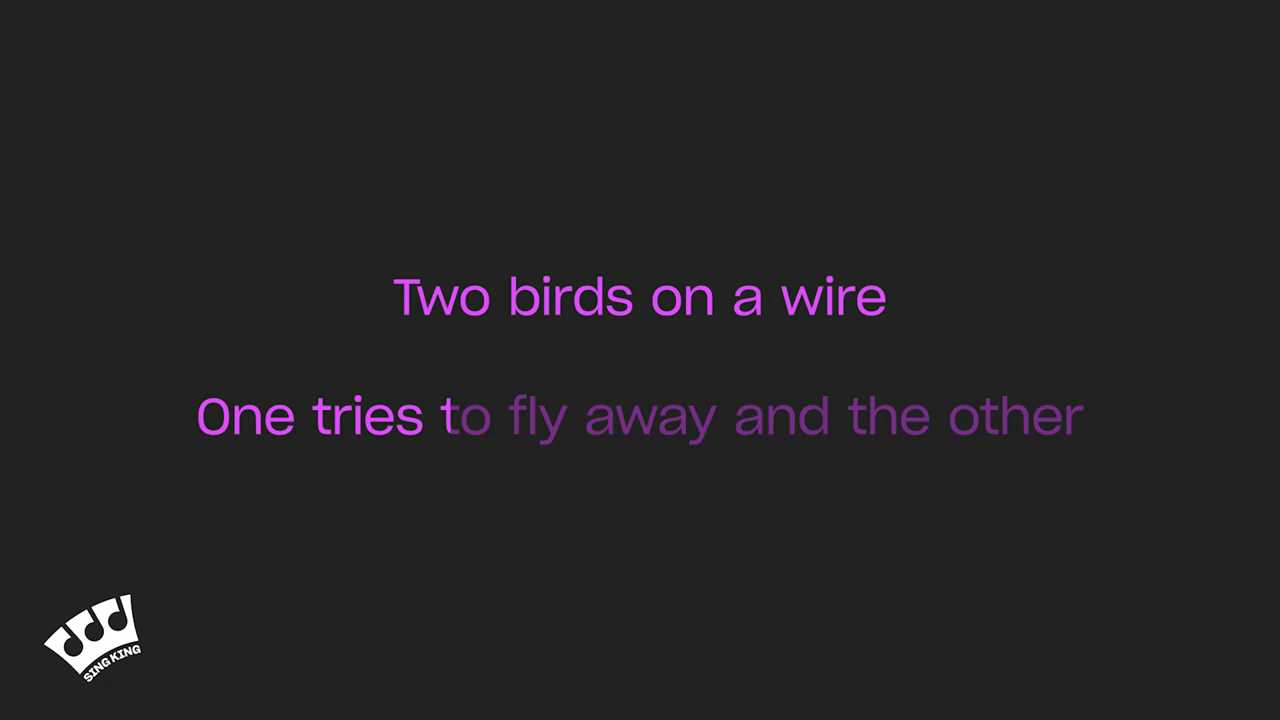 Two birds on a wire
One tries to fly away and the other
SING KING